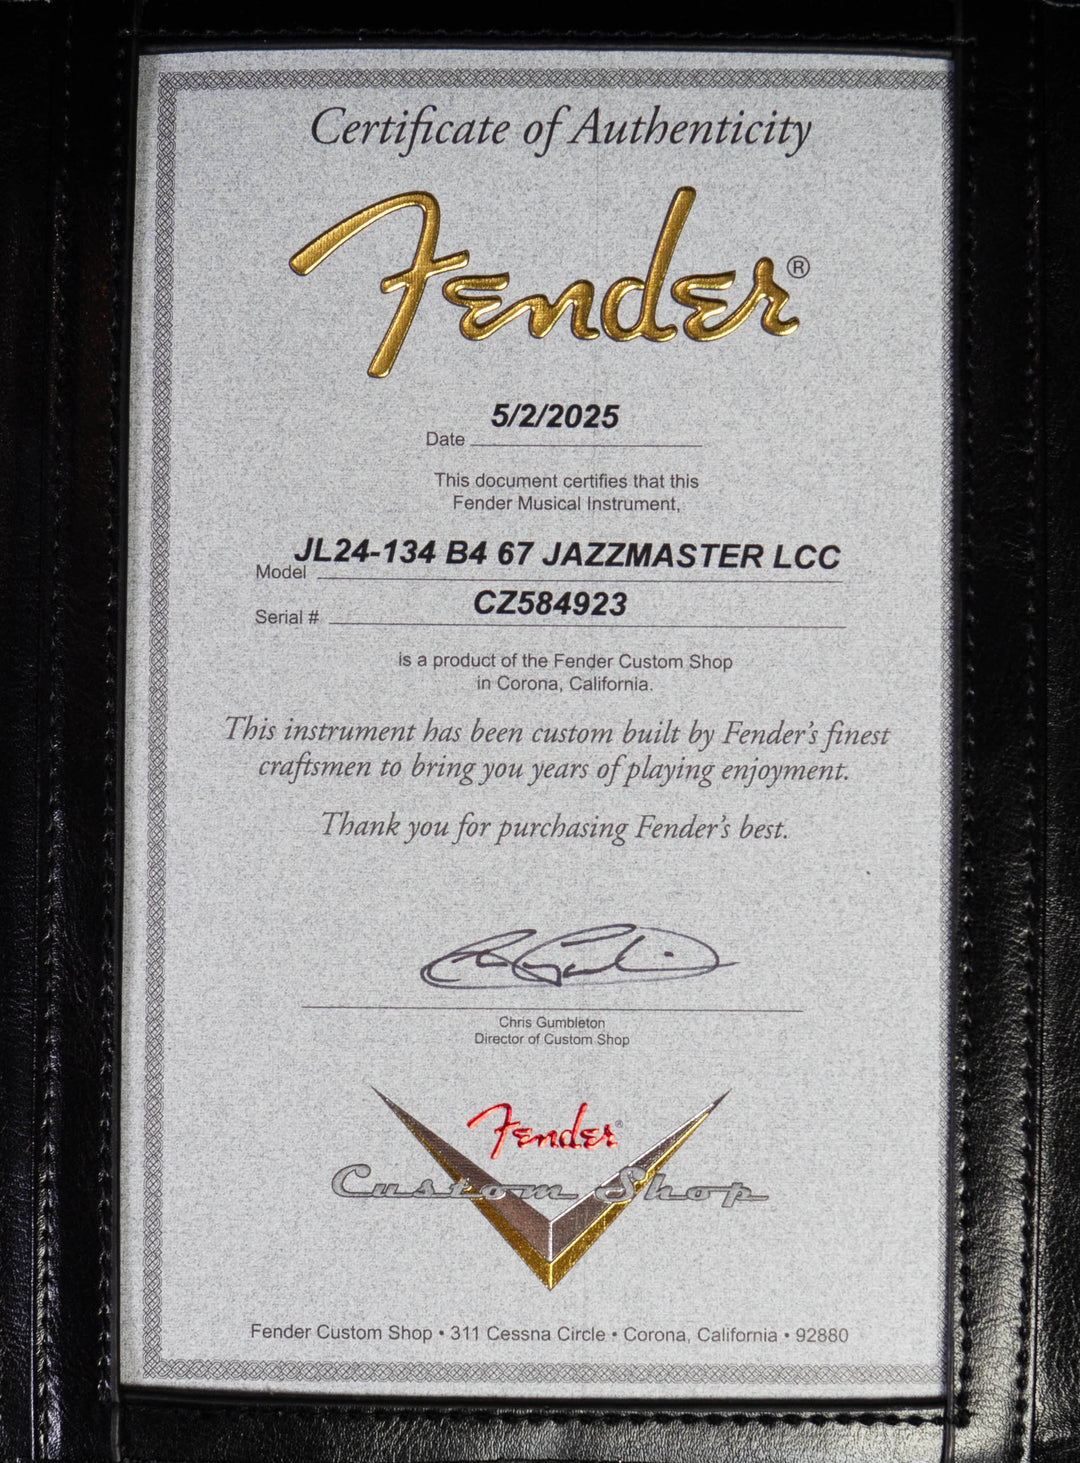 Certificate of Authenticity
Fender®
5/2/2025
Date
This document certifies that this
Fender Musical Instrument,
JL24-134 B4 67 JAZZMASTER LCC
Model
CZ584923
Serial #
is a product of the Fender Custom Shop
in Corona, California.
This instrument has been custom built by Fender's finest
craftsmen to bring you years of playing enjoyment.
Thank you for purchasing Fender's best.
Chris Gumbleton
Director of Custom Shop
Fender®
Custom Shop
Fender Custom Shop • 311 Cessna Circle • Corona, California • 92880